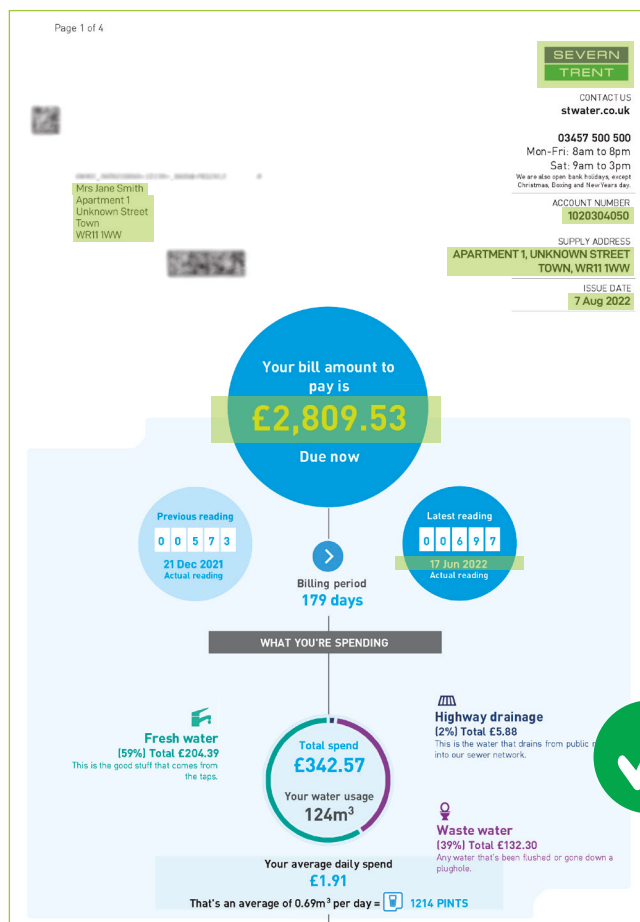 Page 1 of 4
SEVERN
TRENT
CONTACT US
stwater.co.uk
03457 500 500
Mon-Fri: 8am to 8pm
Sat: 9am to 3pm
We are also open bank holidays, except
Christmas, Boxing and New Years day.
Mrs Jane Smith
Apartment 1
Unknown Street
Town
WR11 1WW
ACCOUNT NUMBER
1020304050
SUPPLY ADDRESS
APARTMENT 1, UNKNOWN STREET
TOWN, WR11 1WW
ISSUE DATE
7 Aug 2022
Your bill amount to
pay is
£2,809.53
Due now
Previous reading
0 0 5 7 3
21 Dec 2021
Actual reading
Latest reading
0 0 6 9 7
17 Jun 2022
Actual reading
Billing period
179 days
WHAT YOU'RE SPENDING
Fresh water
(59%) Total £204.39
This is the good stuff that comes from
the taps.
Total spend
£342.57
Your water usage
124m³
Highway drainage
(2%) Total £5.88
This is the water that drains from public
into our sewer network.
Waste water
(39%) Total £132.30
Any water that's been flushed or gone down a
plughole.
Your average daily spend
£1.91
That's an average of 0.69m³ per day = 1214 PINTS